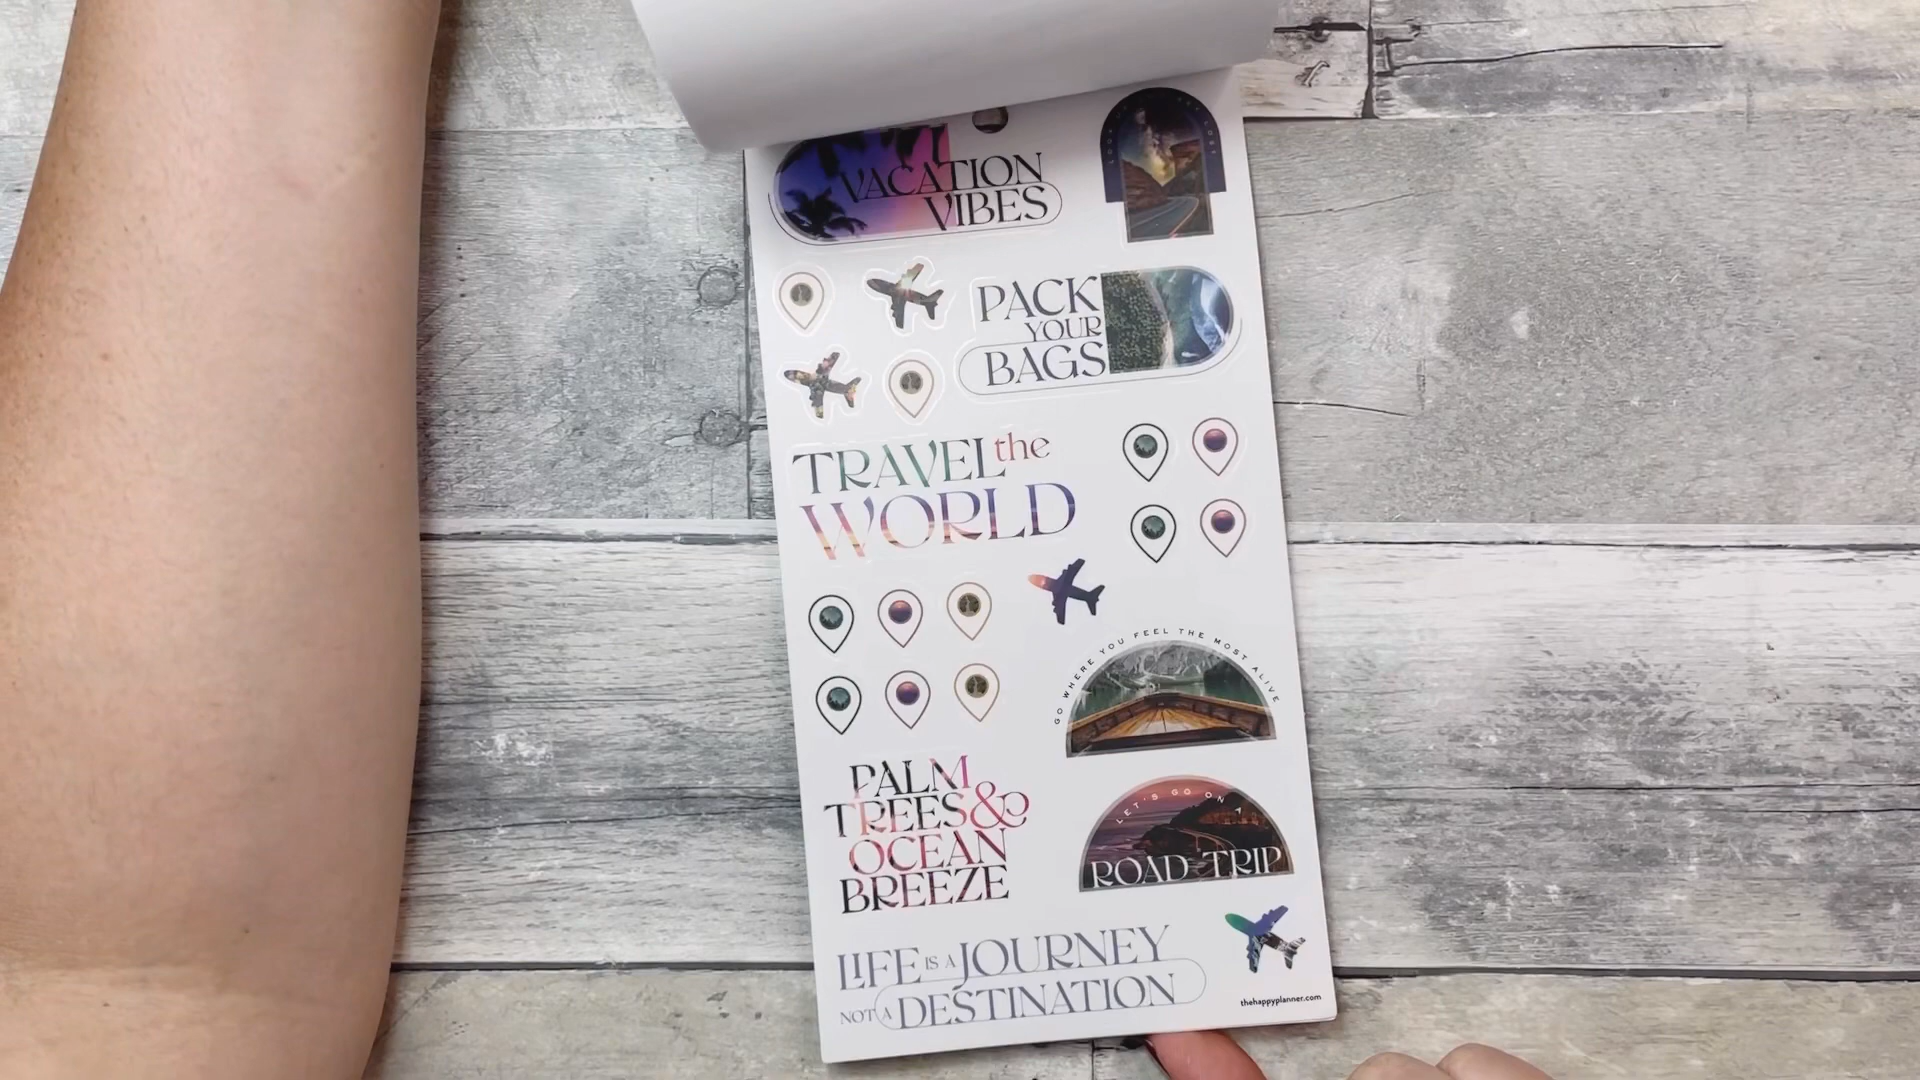 VACATION
VIBES
PACK
YOUR
BAGS
TRAVEL the
WORLD
GO WHERE YOU FEEL THE MOST ALIVE
PALM
TREES &
OCEAN
BREEZE
LET'S GO ON A
ROAD TRIP
LIFE IS A JOURNEY
NOT A DESTINATION
thehappyplanner.com